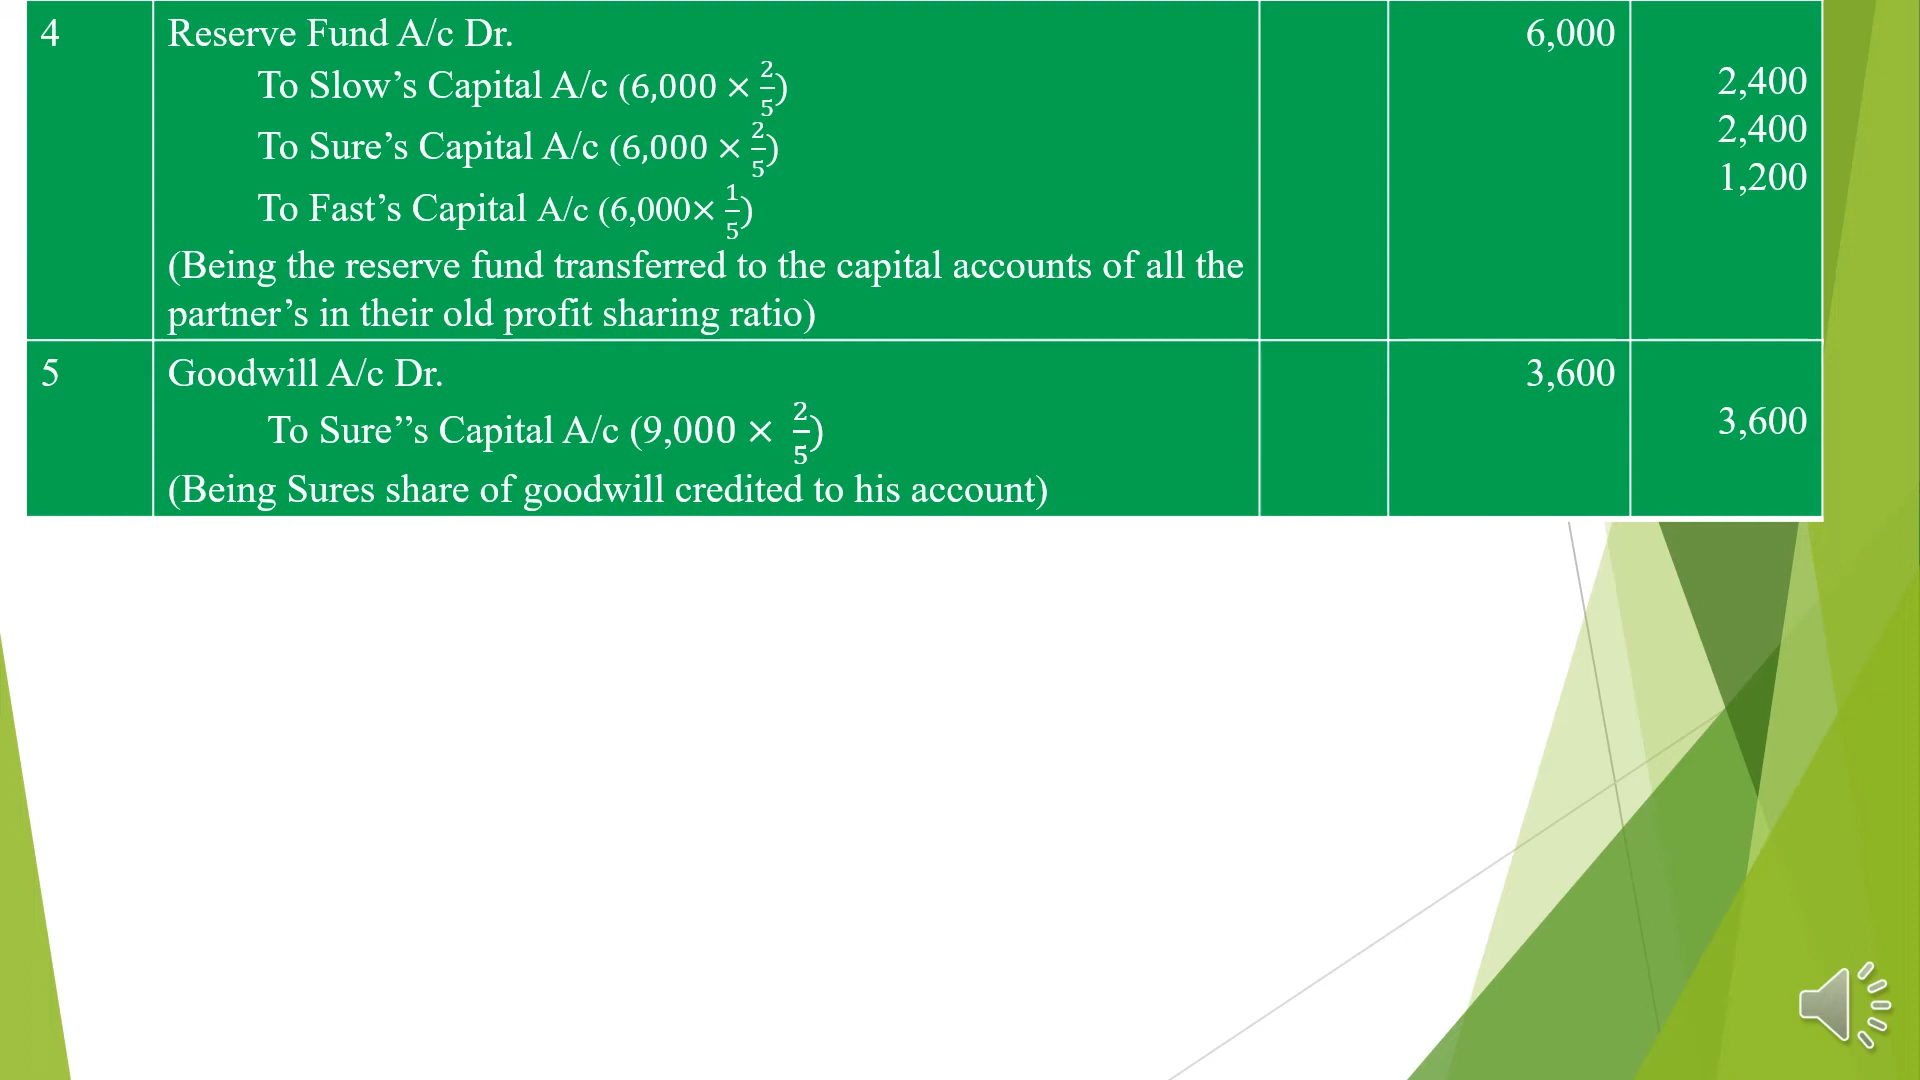 4 Reserve Fund A/c Dr. 6,000
To Slow’s Capital A/c (6,000 × 2/5) 2,400
To Sure’s Capital A/c (6,000 × 2/5) 2,400
To Fast’s Capital A/c (6,000× 1/5) 1,200
(Being the reserve fund transferred to the capital accounts of all the
partner’s in their old profit sharing ratio)
5 Goodwill A/c Dr. 3,600
To Sure’’s Capital A/c (9,000 × 2/5) 3,600
(Being Sures share of goodwill credited to his account)